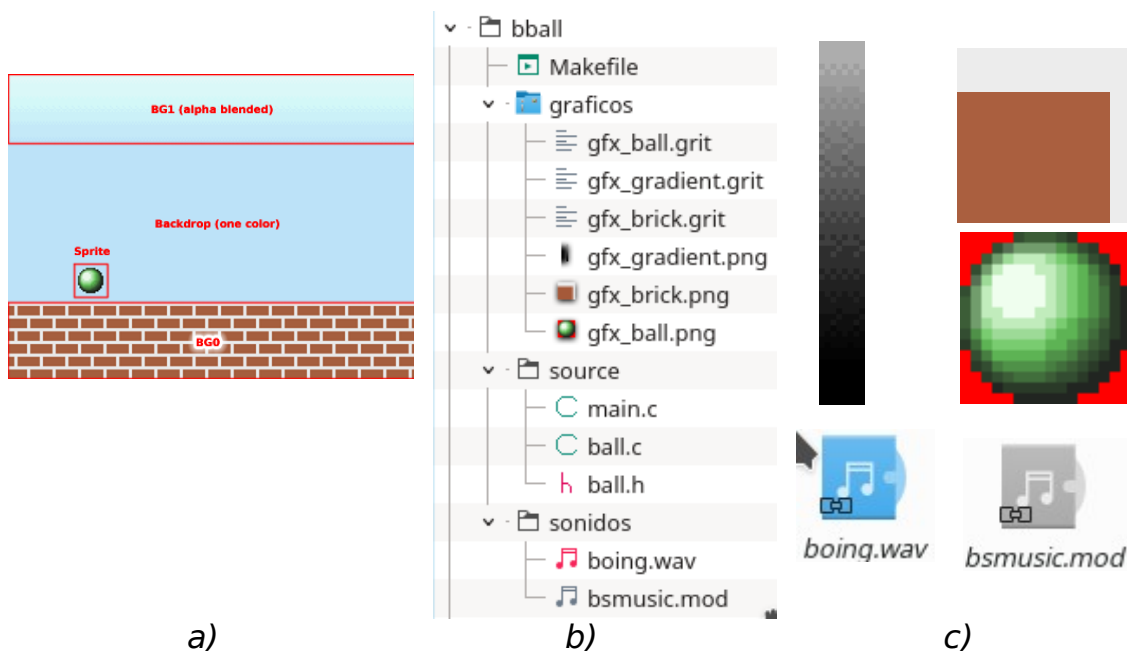 BG1 (alpha blended)
Backdrop (one color)
Sprite
BG0
a)
bball
Makefile
graficos
gfx_ball.grit
gfx_gradient.grit
gfx_brick.grit
gfx_gradient.png
gfx_brick.png
gfx_ball.png
source
main.c
ball.c
ball.h
sonidos
boing.wav
bsmusic.mod
b)
boing.wav
bsmusic.mod
c)